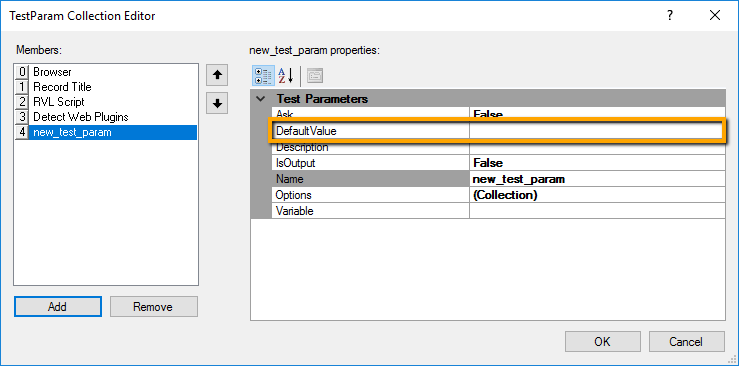 TestParam Collection Editor
?
Members:
0 Browser
1 Record Title
2 RVL Script
3 Detect Web Plugins
4 new_test_param
Add
Remove
new_test_param properties:
A
Z
Test Parameters
Ask False
DefaultValue
Description
IsOutput False
Name new_test_param
Options (Collection)
Variable
OK
Cancel